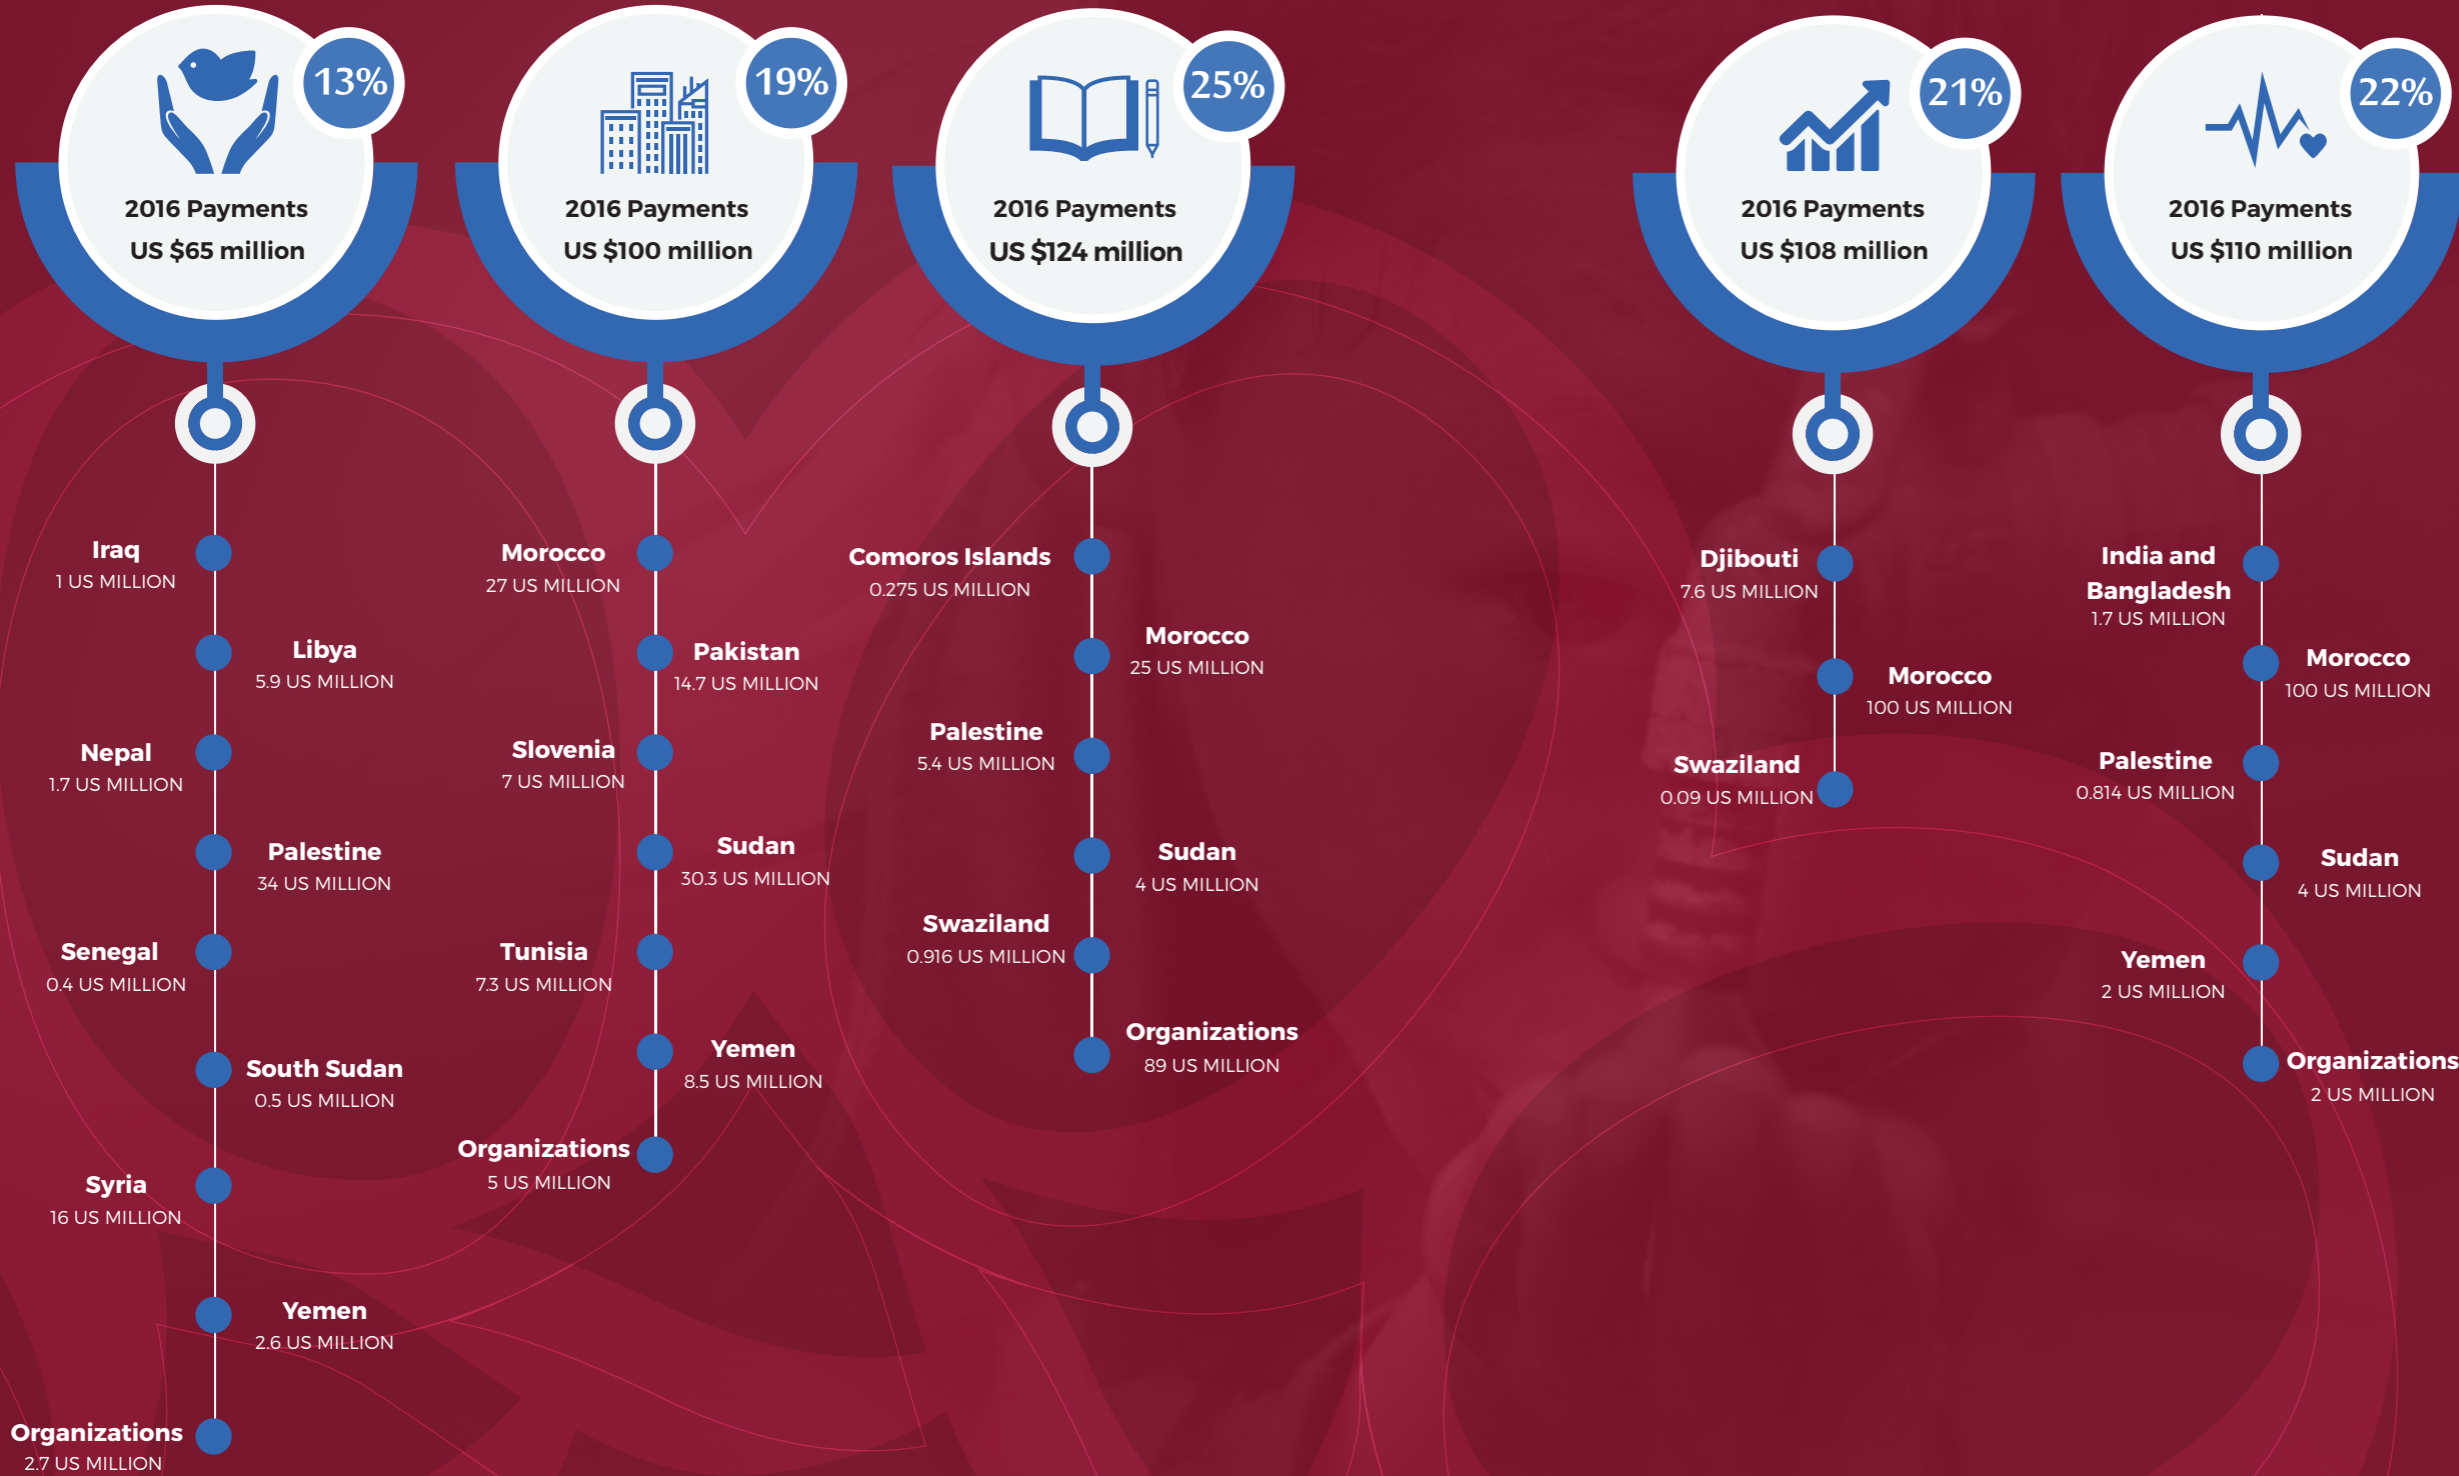 13%
2016 Payments
US $65 million
Iraq
1 US MILLION
Libya
5.9 US MILLION
Nepal
1.7 US MILLION
Palestine
34 US MILLION
Senegal
0.4 US MILLION
South Sudan
0.5 US MILLION
Syria
16 US MILLION
Yemen
2.6 US MILLION
Organizations
2.7 US MILLION
19%
2016 Payments
US $100 million
Morocco
27 US MILLION
Pakistan
14.7 US MILLION
Slovenia
7 US MILLION
Sudan
30.3 US MILLION
Tunisia
7.3 US MILLION
Yemen
8.5 US MILLION
Organizations
5 US MILLION
25%
2016 Payments
US $124 million
Comoros Islands
0.275 US MILLION
Morocco
25 US MILLION
Palestine
5.4 US MILLION
Sudan
4 US MILLION
Swaziland
0.916 US MILLION
Organizations
89 US MILLION
21%
2016 Payments
US $108 million
Djibouti
7.6 US MILLION
Morocco
100 US MILLION
Swaziland
0.09 US MILLION
22%
2016 Payments
US $110 million
India and
Bangladesh
1.7 US MILLION
Morocco
100 US MILLION
Palestine
0.814 US MILLION
Sudan
4 US MILLION
Yemen
2 US MILLION
Organizations
2 US MILLION